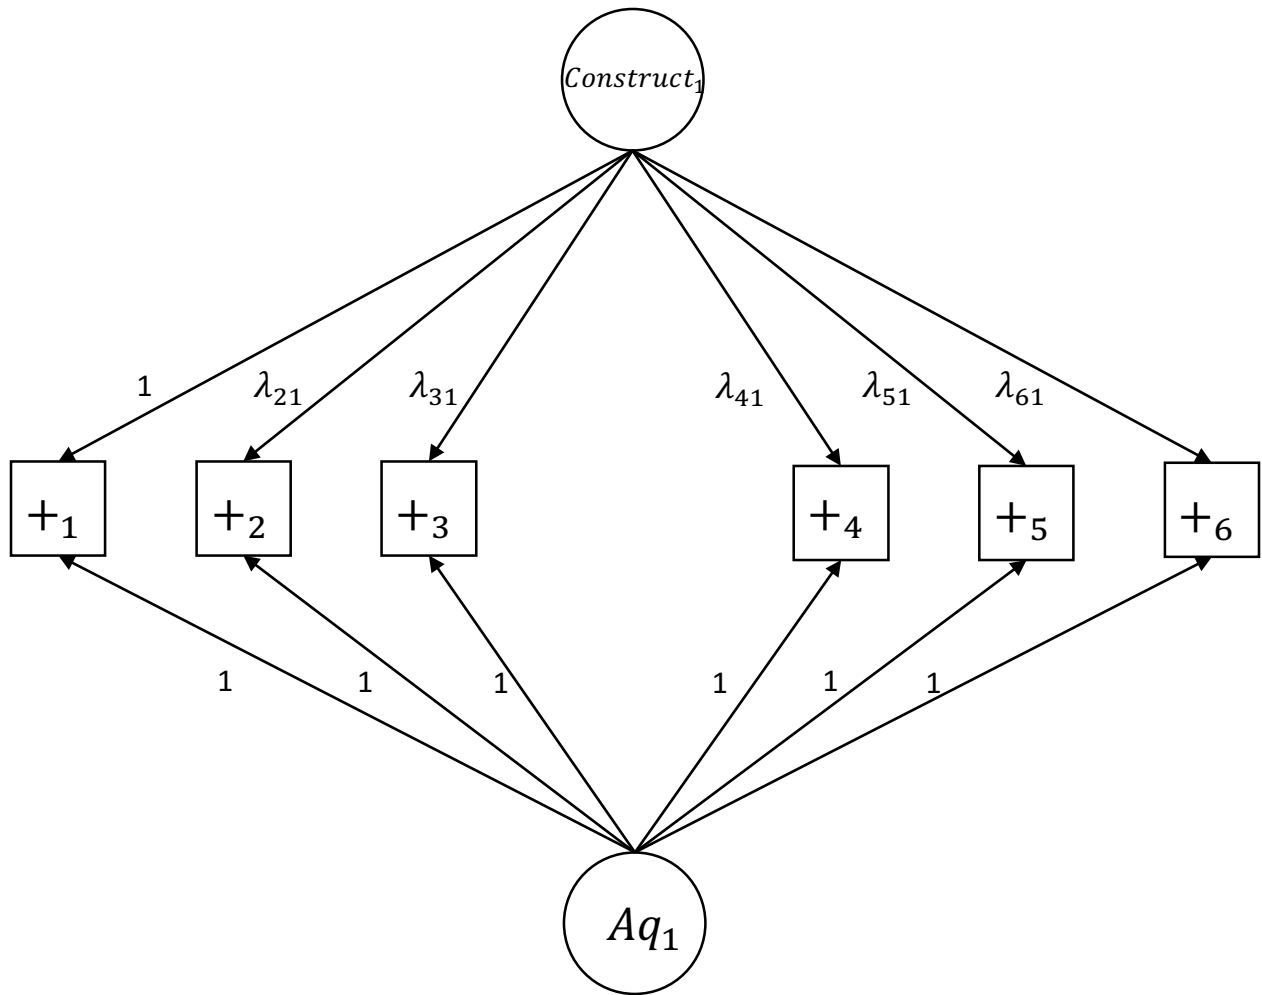 Construct₁
1 λ₂₁ λ₃₁ λ₄₁ λ₅₁ λ₆₁
+₁ +₂ +₃ +₄ +₅ +₆
1 1 1 1 1 1
Aq₁